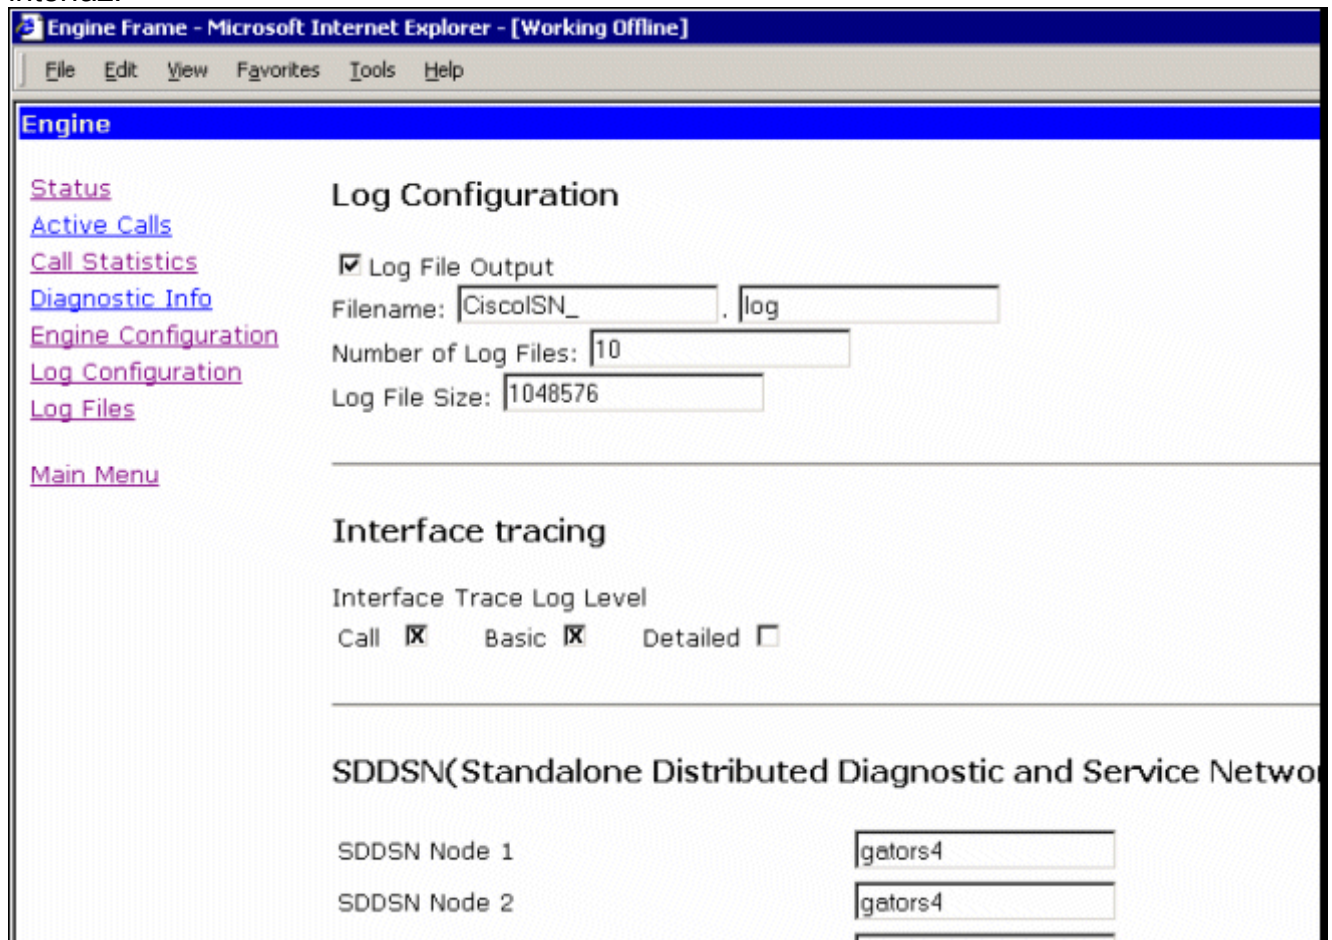 interfaz.
Engine Frame - Microsoft Internet Explorer - [Working Offline]
File Edit View Favorites Tools Help
Engine
Status
Active Calls
Call Statistics
Diagnostic Info
Engine Configuration
Log Configuration
Log Files
Main Menu
Log Configuration
Log File Output
Filename: CiscoISN_ . log
Number of Log Files: 10
Log File Size: 1048576
Interface tracing
Interface Trace Log Level
Call Basic Detailed
SDDSN(Standalone Distributed Diagnostic and Service
SDDSN Node 1 gators4
SDDSN Node 2 gators4